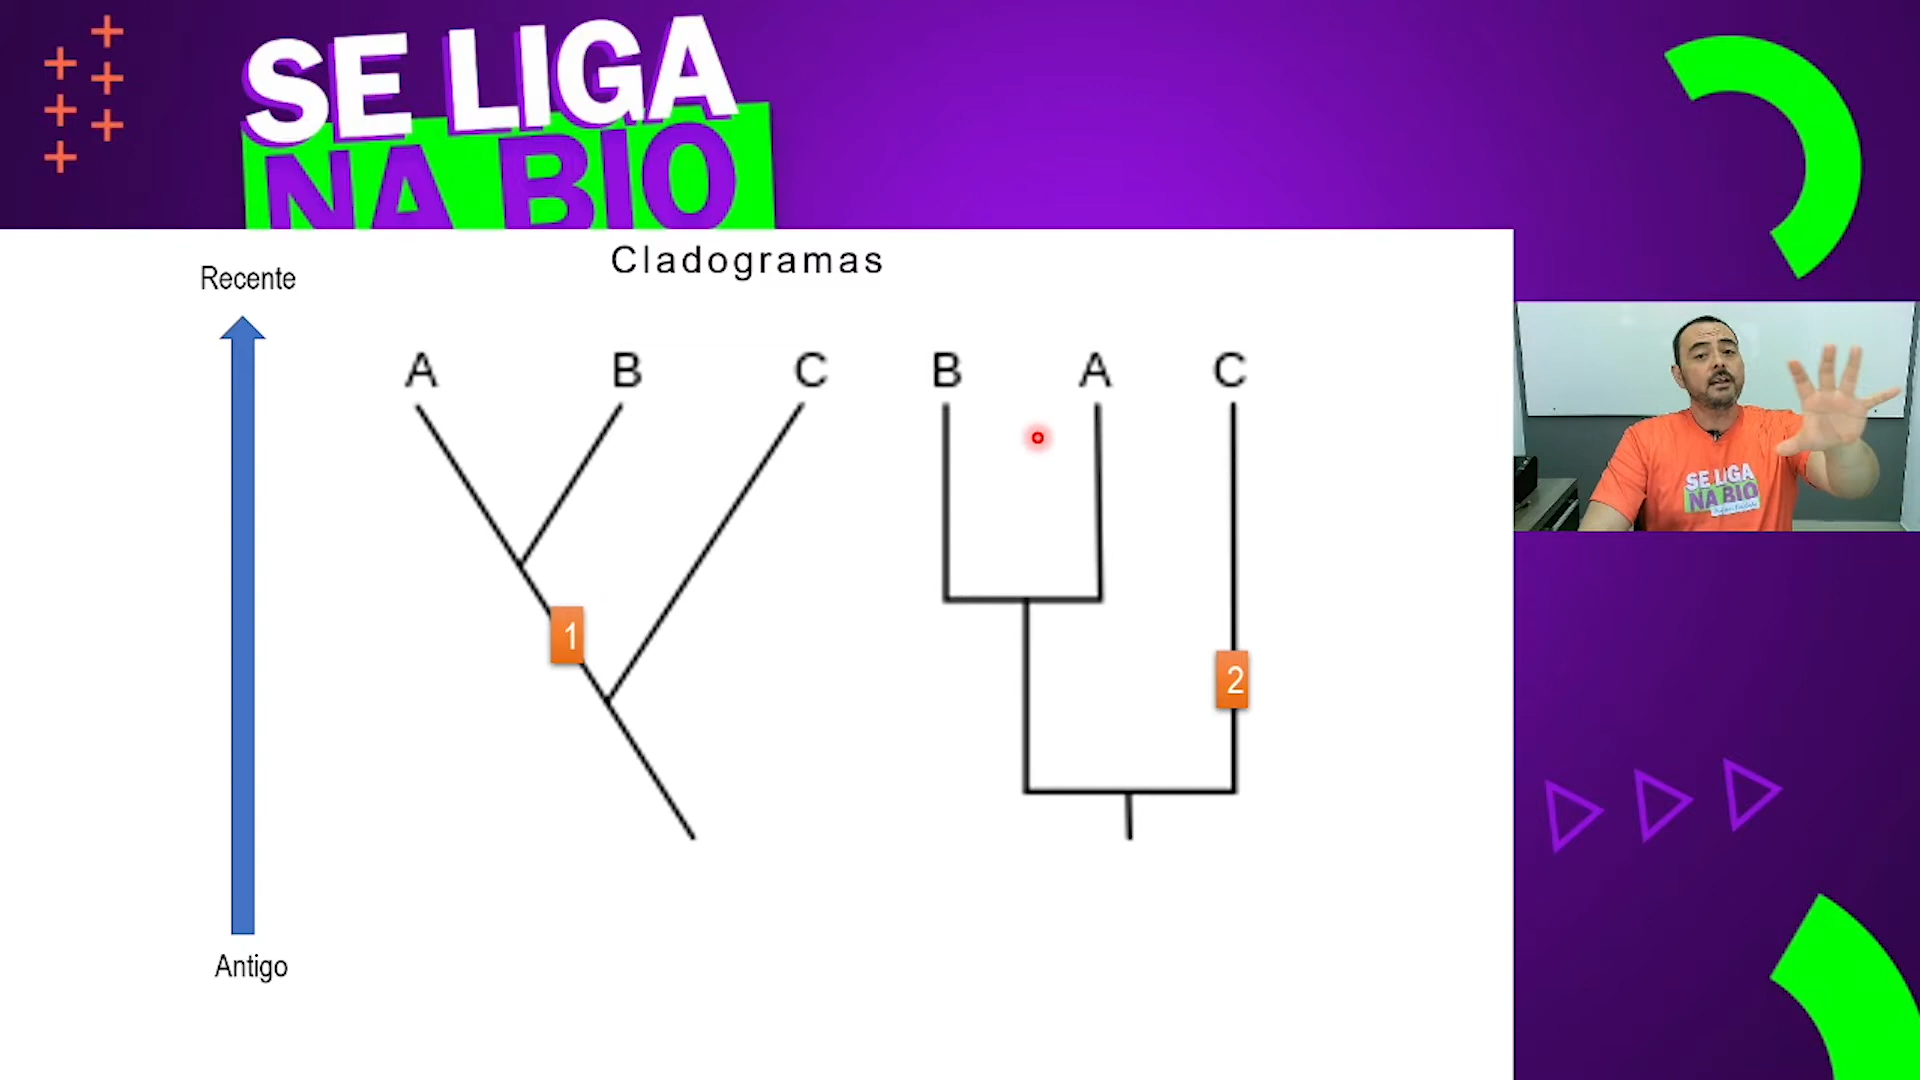 SE LIGA
NA BIO
Cladogramas
Recente
A B C B A C
1
2
Antigo
SE LIGA
NA BIO